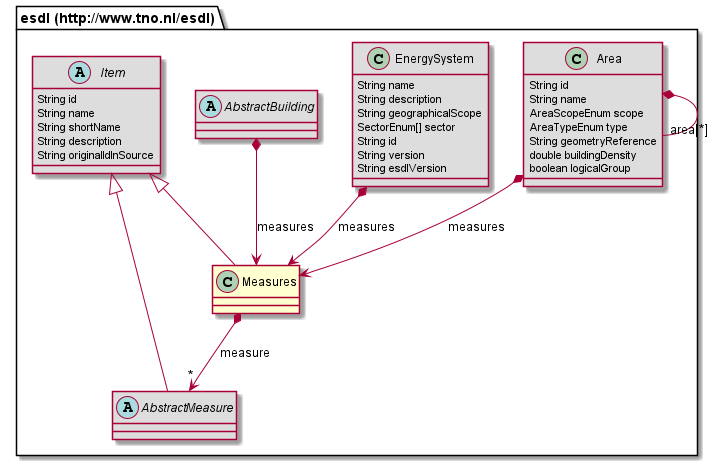 esdl (http://www.tno.nl/esdl)
A Item
String id
String name
String shortName
String description
String originalIdInSource
A AbstractBuilding
C EnergySystem
String name
String description
String geographicalScope
SectorEnum[] sector
String id
String version
String esdlVersion
C Area
String id
String name
AreaScopeEnum scope
AreaTypeEnum type
String geometryReference
double buildingDensity
boolean logicalGroup
area[*]
measures
measures
measures
C Measures
measure
*
A AbstractMeasure